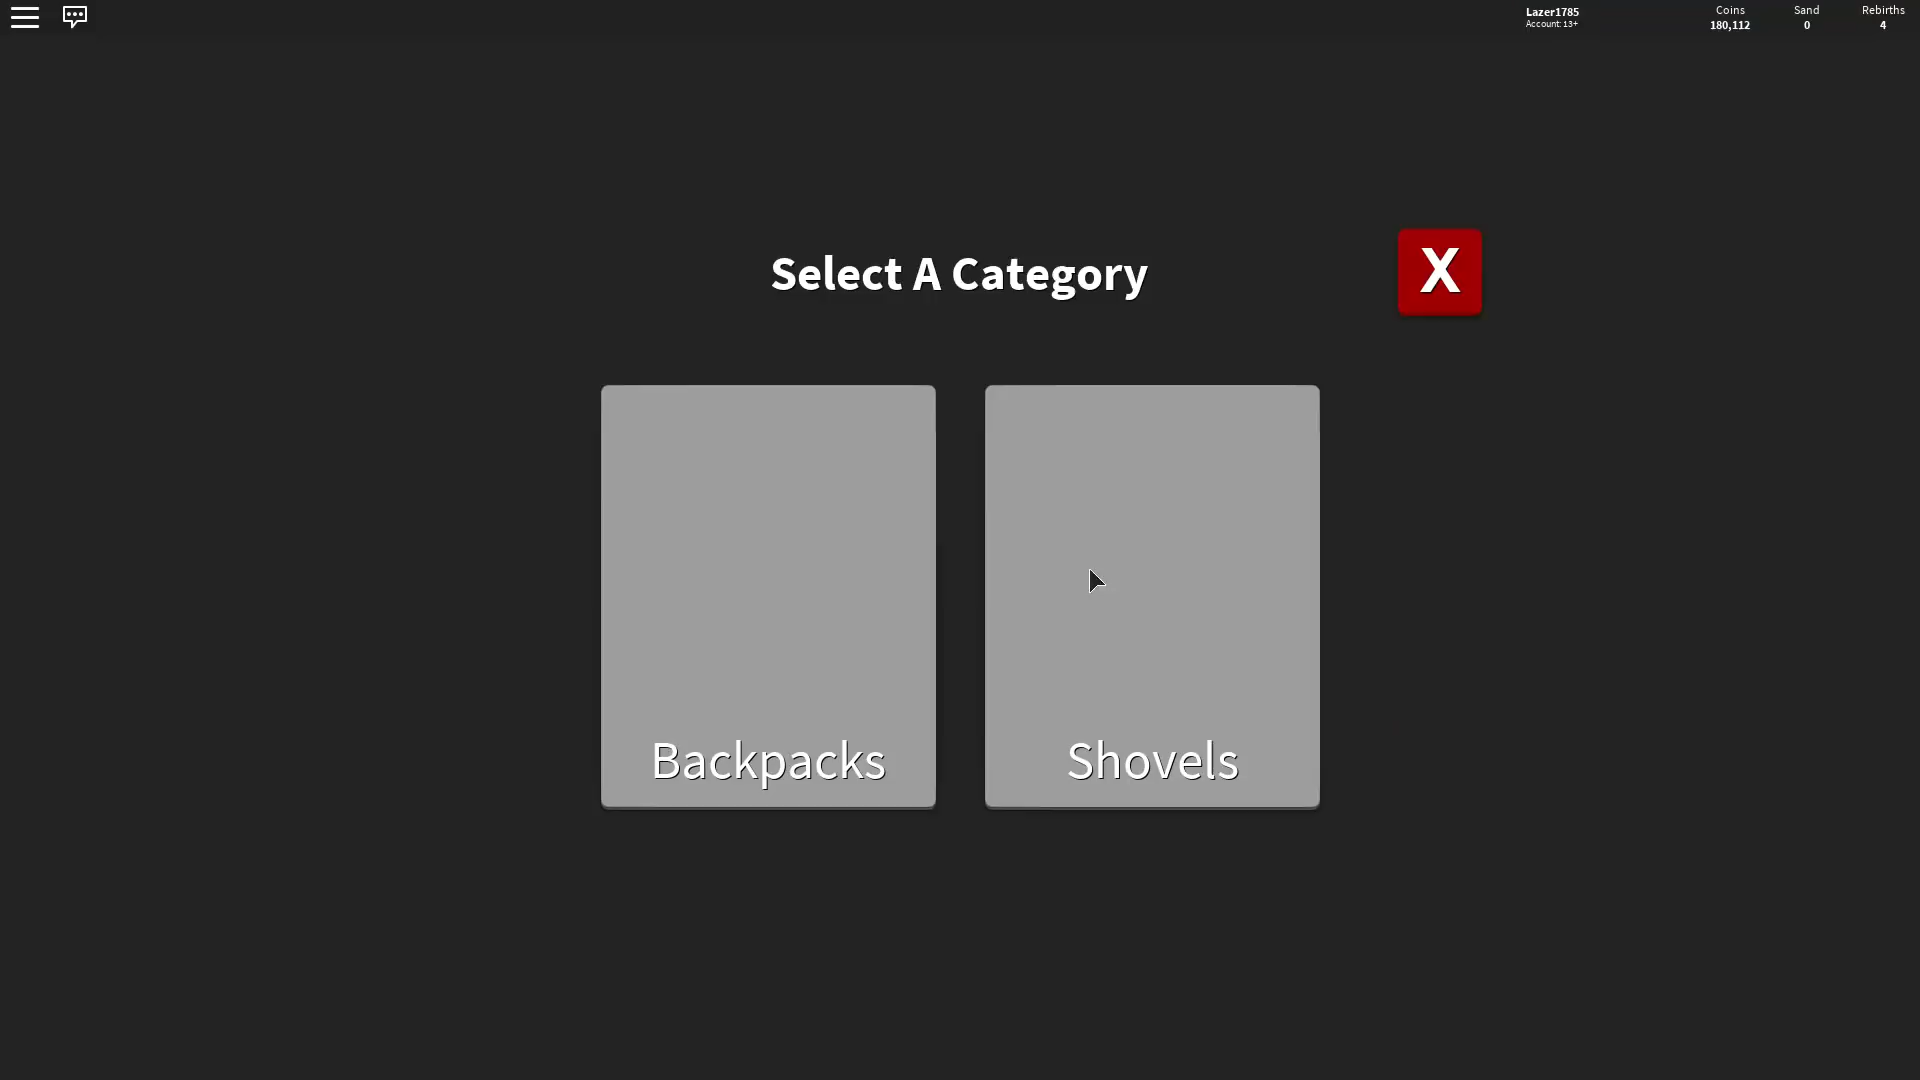 Lazer1785
Account: 13+
Coins
180,112
Sand
0
Rebirths
4
Select A Category
X
Backpacks
Shovels